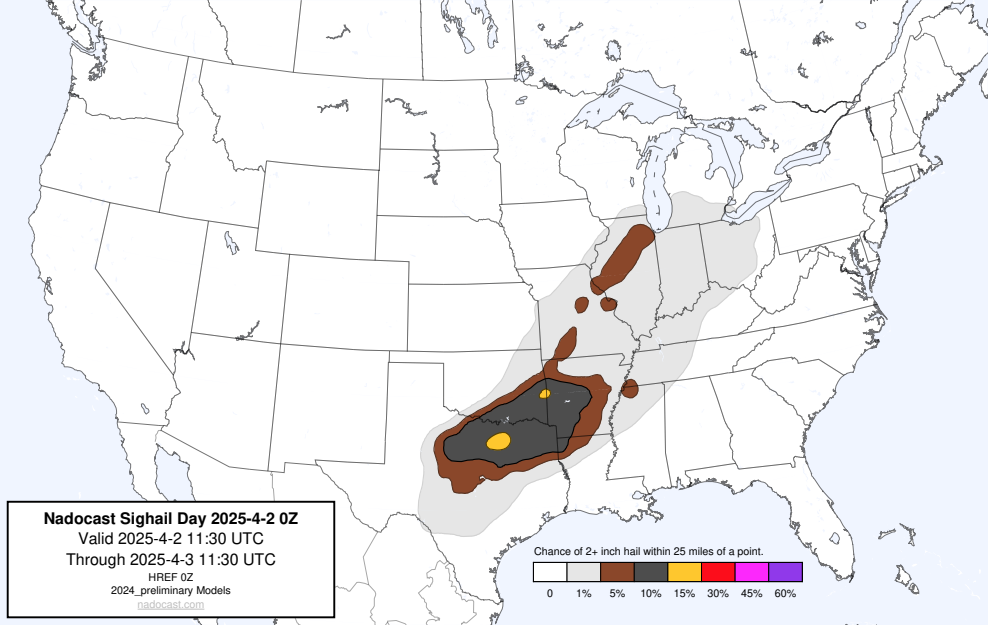 Nadocast Sighail Day 2025-4-2 0Z
Valid 2025-4-2 11:30 UTC
Through 2025-4-3 11:30 UTC
HREF 0Z
2024_preliminary Models
nadocast.com
Chance of 2+ inch hail within 25 miles of a point.
0 1% 5% 10% 15% 30% 45% 60%